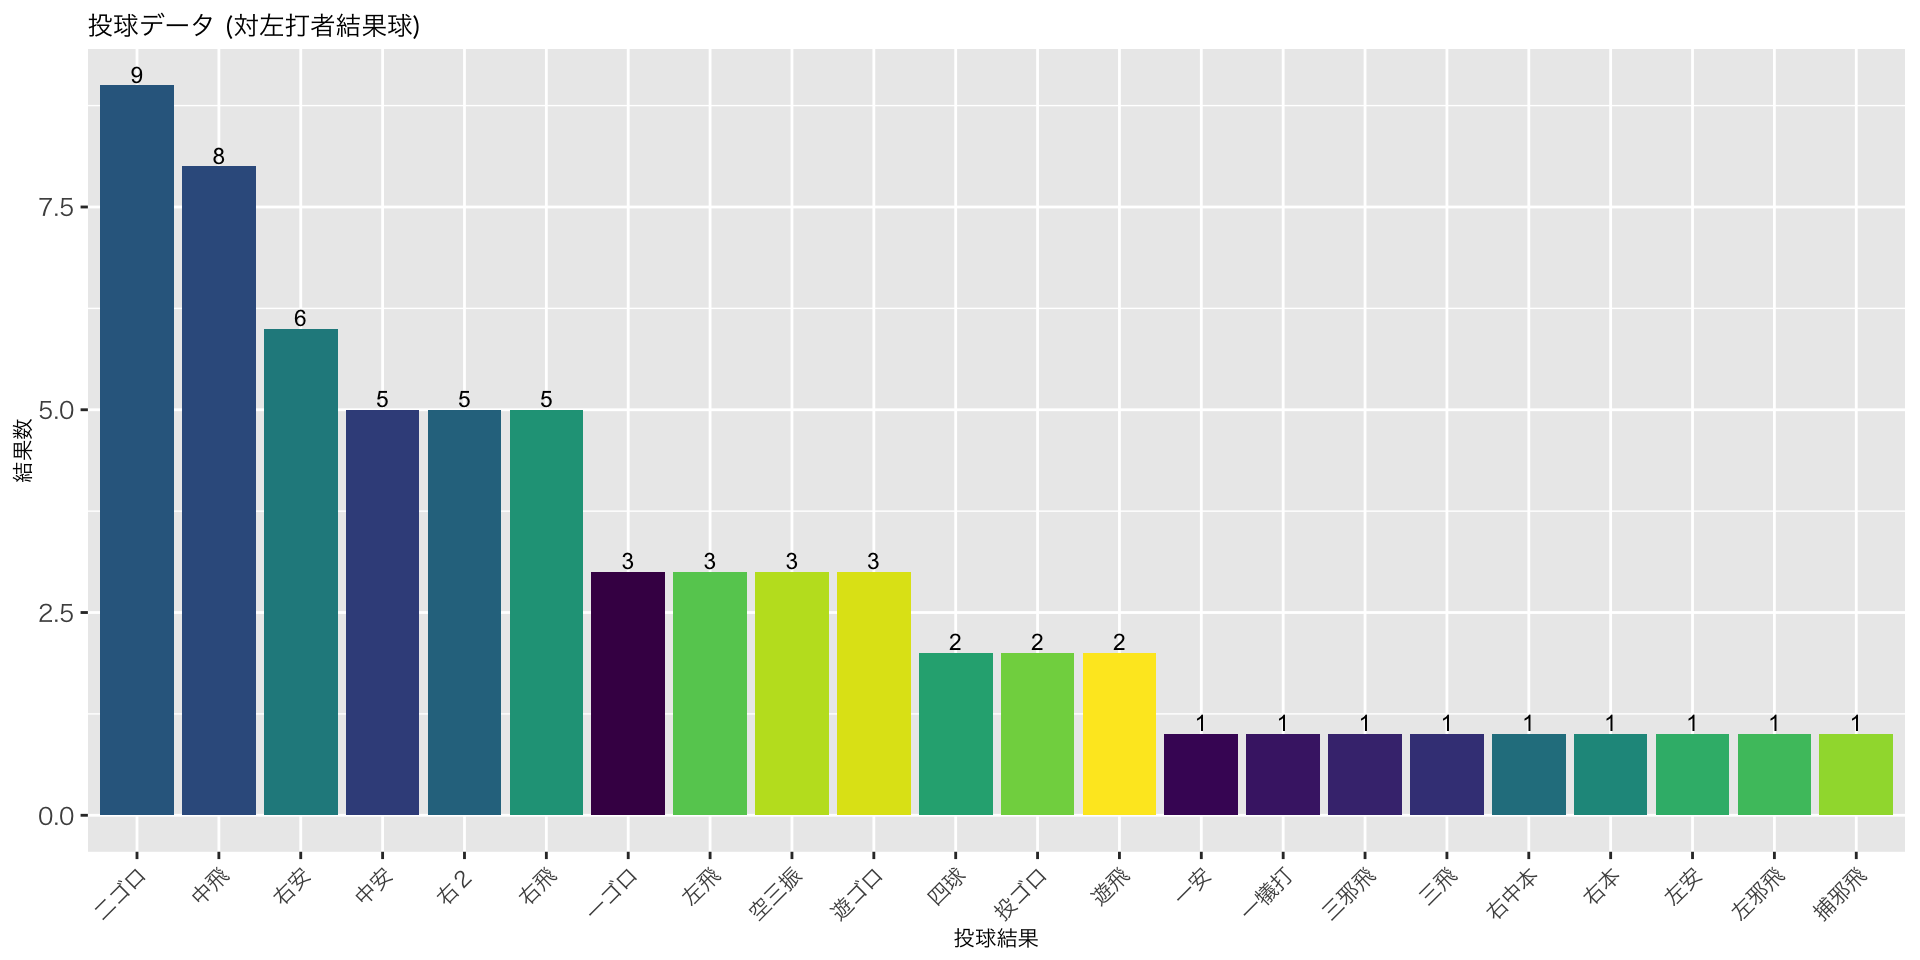 投球データ (対左打者結果球)
9
8
6
5
5
5
3
3
3
3
2
2
2
1
1
1
1
1
1
1
1
1
7.5
5.0
2.5
0.0
結果数
二ゴロ
中飛
右安
中安
右２
右飛
一ゴロ
左飛
空三振
遊ゴロ
四球
投ゴロ
遊飛
一安
一犠打
三邪飛
三飛
右中本
右本
左安
左邪飛
捕邪飛
投球結果